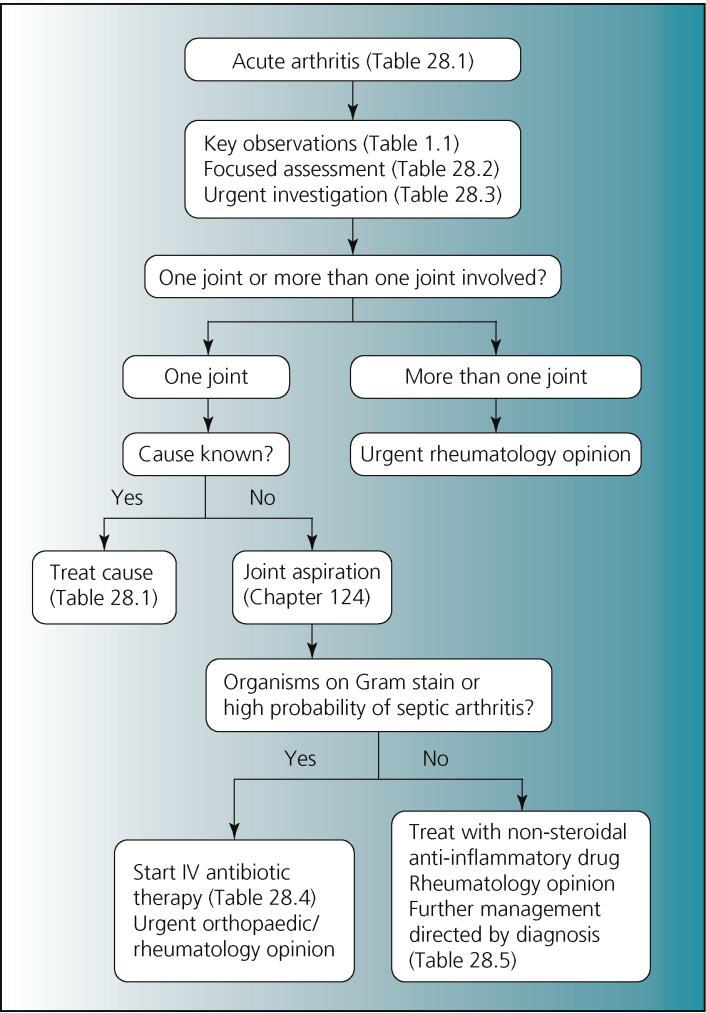 Acute arthritis (Table 28.1)
Key observations (Table 1.1)
Focused assessment (Table 28.2)
Urgent investigation (Table 28.3)
One joint or more than one joint involved?
One joint
More than one joint
Cause known?
Urgent rheumatology opinion
Yes
No
Treat cause
(Table 28.1)
Joint aspiration
(Chapter 124)
Organisms on Gram stain or
high probability of septic arthritis?
Yes
No
Start IV antibiotic
therapy (Table 28.4)
Urgent orthopaedic/
rheumatology opinion
Treat with non-steroidal
anti-inflammatory drug
Rheumatology opinion
Further management
directed by diagnosis
(Table 28.5)